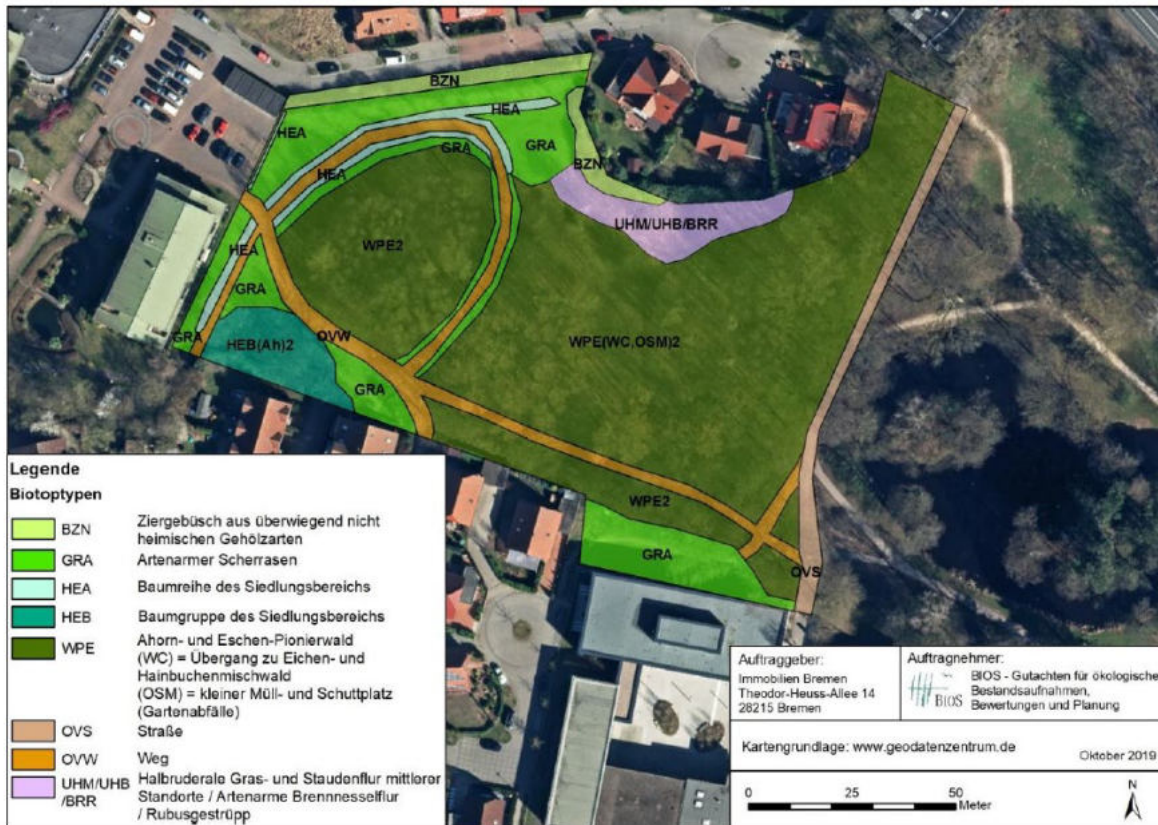 BZN
HEA
HEA
GRA
GRA
HEA
BZN
UHM/UHB/BRR
WPE2
HEA
GRA
OVW
WPE(WC,OSM)2
HEB(Ah)2
GRA
GRA
WPE2
GRA
OVS
Legende
Biotoptypen
BZN Ziergebüsch aus überwiegend nicht
heimischen Gehölzarten
GRA Artenarmer Scherrasen
HEA Baumreihe des Siedlungsbereichs
HEB Baumgruppe des Siedlungsbereichs
WPE Ahorn- und Eschen-Pionierwald
(WC) = Übergang zu Eichen- und
Hainbuchenmischwald
(OSM) = kleiner Müll- und Schuttplatz
(Gartenabfälle)
OVS Straße
OVW Weg
UHM/UHB Halbruderale Gras- und Staudenflur mittlerer
/BRR Standorte / Artenarme Brennnesselflur
/ Rubusgestrüpp
Auftraggeber:
Immobilien Bremen
Theodor-Heuss-Allee 14
28215 Bremen
Auftragnehmer:
BIOS
BIOS - Gutachten für ökologische
Bestandsaufnahmen,
Bewertungen und Planung
Kartengrundlage: www.geodatenzentrum.de
Oktober 2019
0 25 50
Meter
N